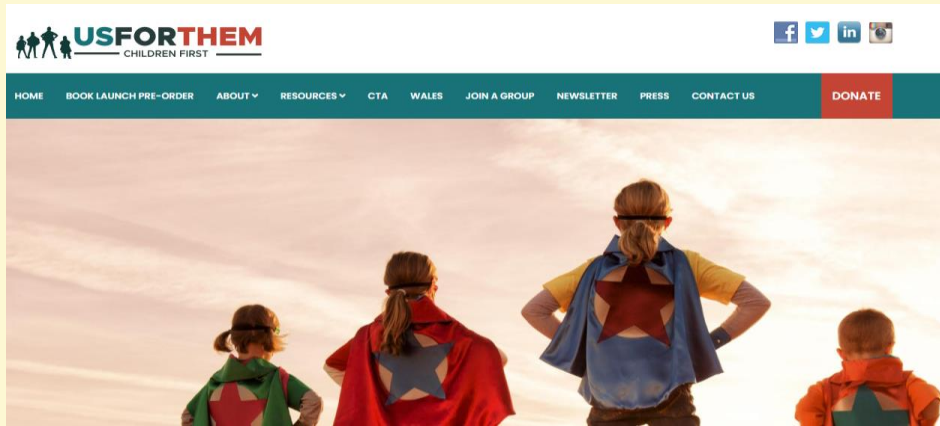 USFORTHEM
CHILDREN FIRST
HOME BOOK LAUNCH PRE-ORDER ABOUT RESOURCES CTA WALES JOIN A GROUP NEWSLETTER PRESS CONTACT US DONATE